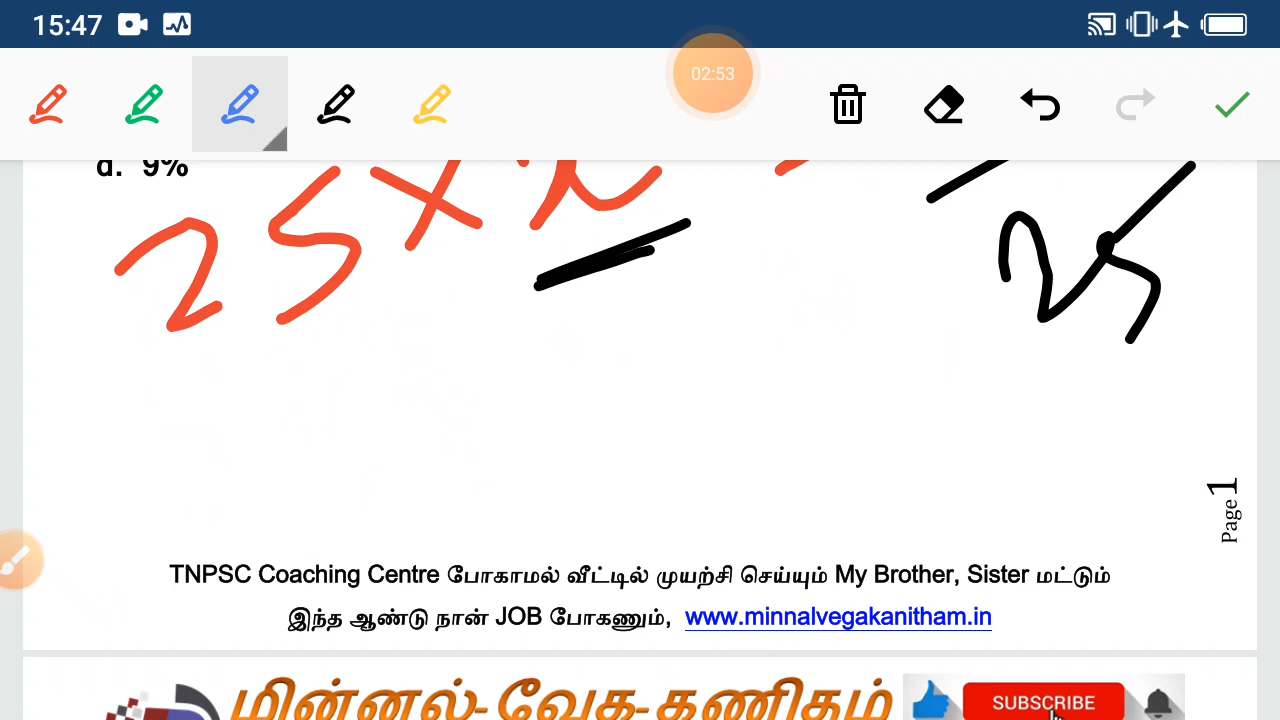 15:47
02:53
d. 9%
25 × x
25
Page 1
TNPSC Coaching Centre போகாமல் வீட்டில் முயற்சி செய்யும் My Brother, Sister மட்டும்
இந்த ஆண்டு நான் JOB போகணும், www.minnalvegakanitham.in
மின்னல்-வேக-கணிதம்
SUBSCRIBE